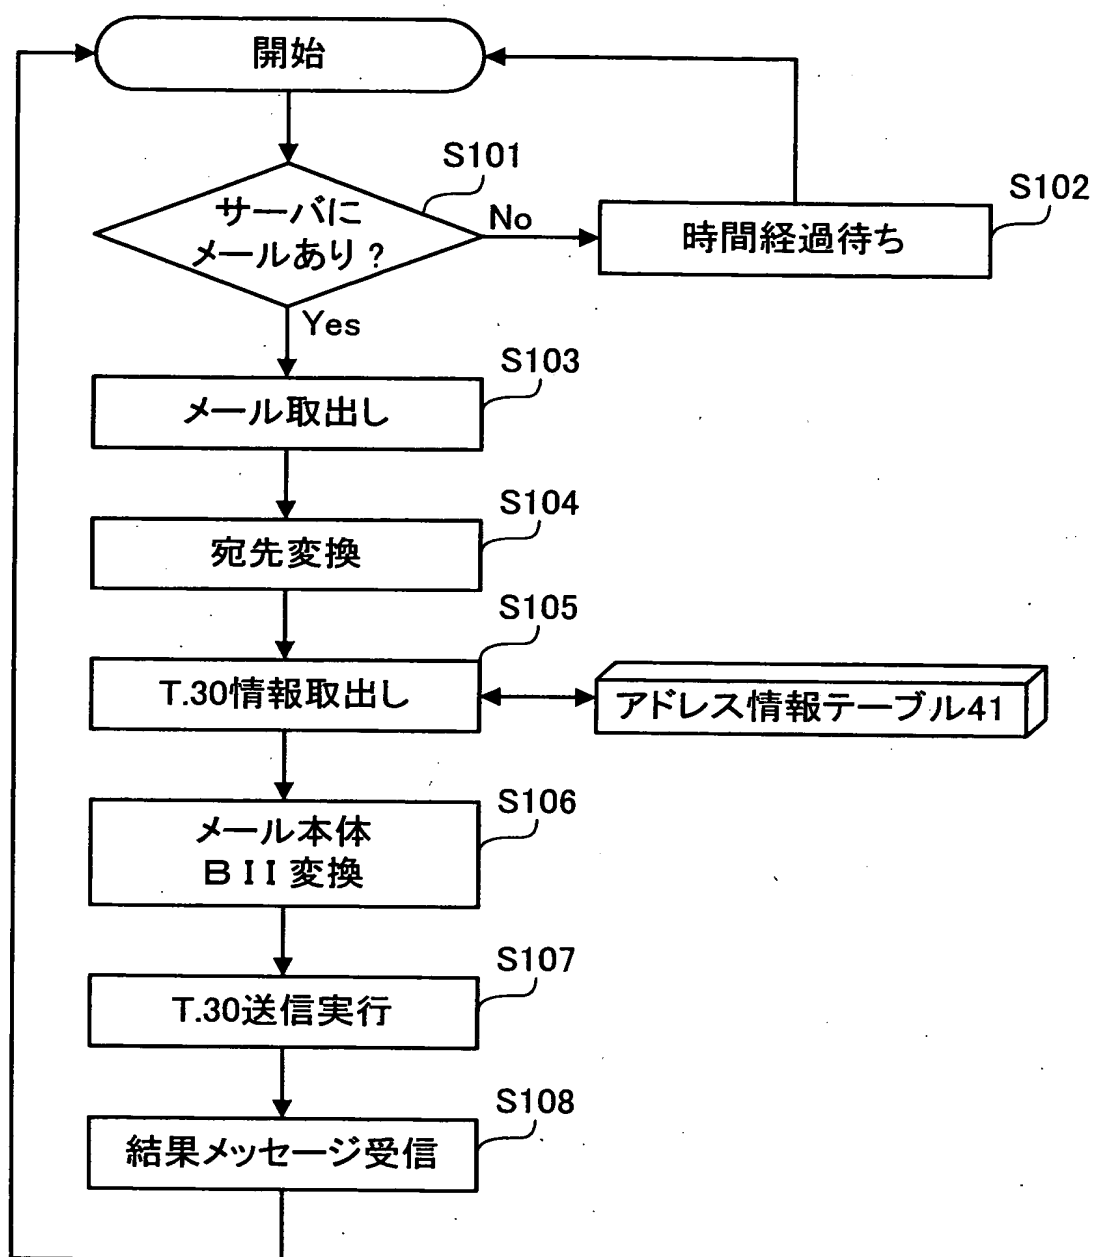 開始
S101
サーバに
メールあり?
No
S102
時間経過待ち
Yes
S103
メール取出し
S104
宛先変換
S105
T.30情報取出し
アドレス情報テーブル41
S106
メール本体
BII変換
S107
T.30送信実行
S108
結果メッセージ受信